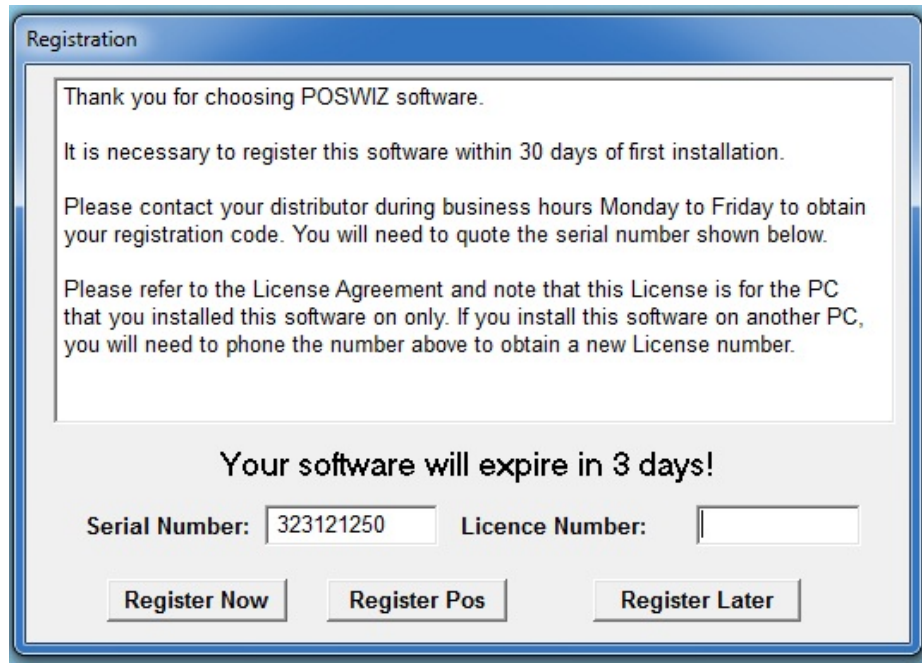 Registration
Thank you for choosing POSWIZ software.
It is necessary to register this software within 30 days of first installation.
Please contact your distributor during business hours Monday to Friday to obtain
your registration code. You will need to quote the serial number shown below.
Please refer to the License Agreement and note that this License is for the PC
that you installed this software on only. If you install this software on another PC,
you will need to phone the number above to obtain a new License number.
Your software will expire in 3 days!
Serial Number: 323121250 Licence Number:
Register Now Register Pos Register Later